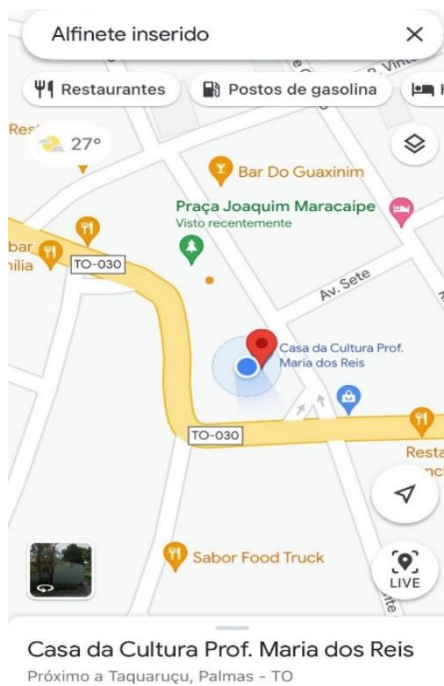 Alfinete inserido
Restaurantes
Postos de gasolina
27°
Bar Do Guaxinim
Praça Joaquim Maracaípe
Visto recentemente
bar
TO-030
Av. Sete
Casa da Cultura Prof.
Maria dos Reis
TO-030
Sabor Food Truck
LIVE
Casa da Cultura Prof. Maria dos Reis
Próximo a Taquaruçu, Palmas - TO